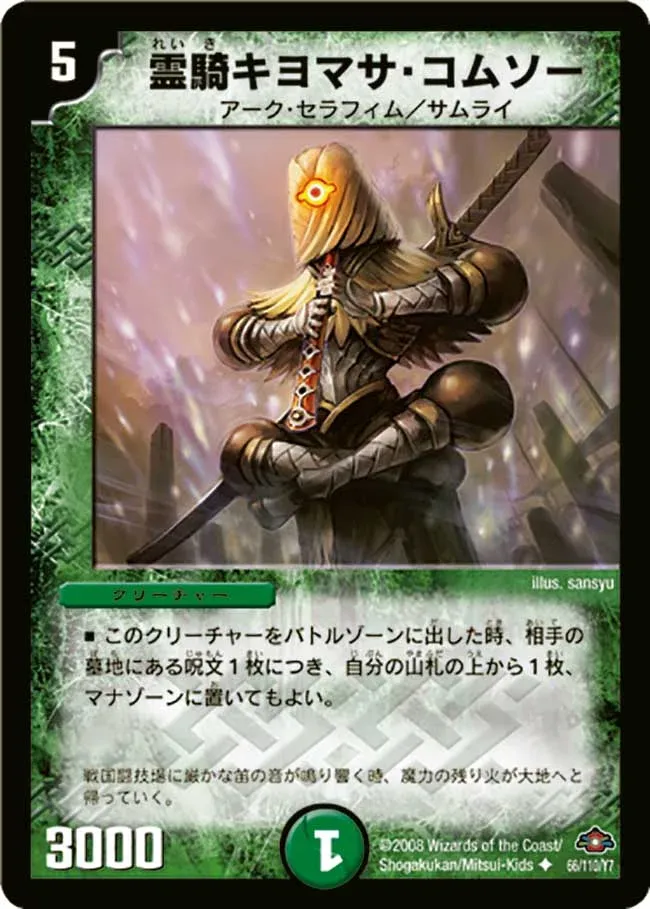 5
れいき
霊騎キヨマサ・コムソー
アーク・セラフィム／サムライ
illus. sansyu
クリーチャー
■ このクリーチャーをバトルゾーンに出した時、相手の
墓地にある呪文１枚につき、自分の山札の上から１枚、
マナゾーンに置いてもよい。
戦国闘技場に厳かな笛の音が鳴り響く時、魔力の残り火が大地へと
帰っていく。
3000
1
©2008 Wizards of the Coast/
Shogakukan/Mitsui-Kids ◆ 66/110/Y7